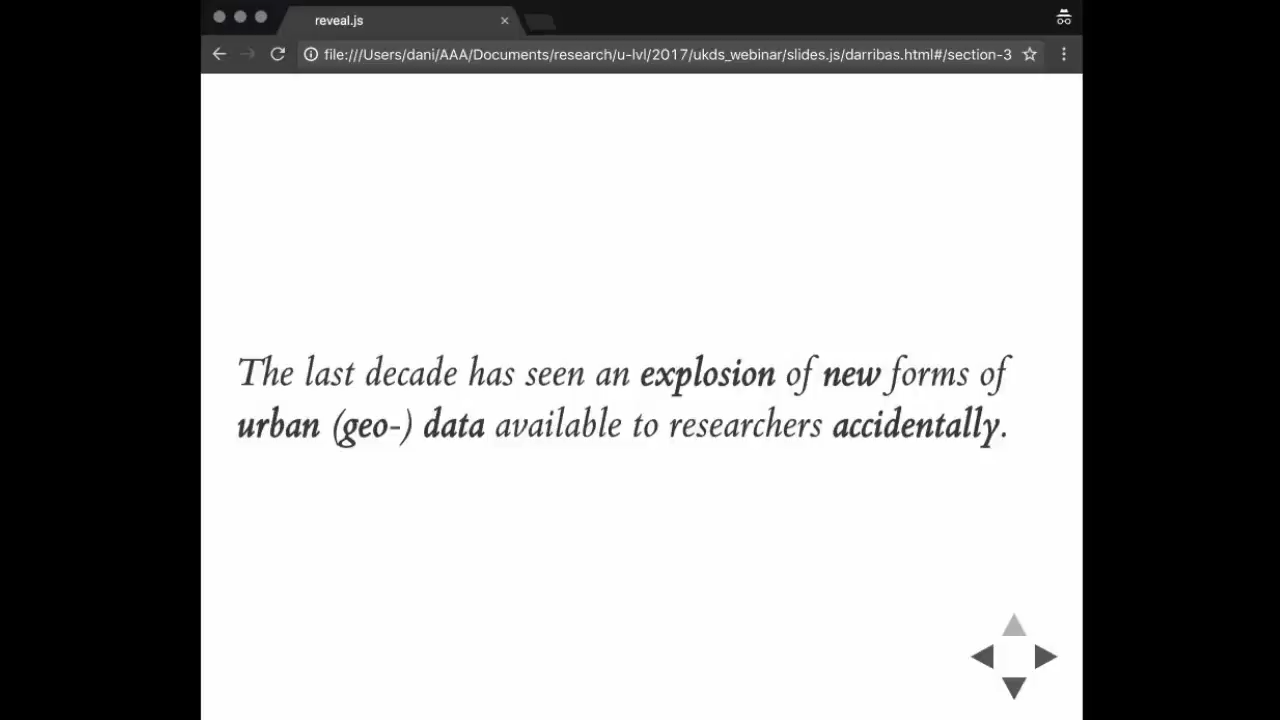 reveal.js
file:///Users/dani/AAA/Documents/research/u-lvl/2017/ukds_webinar/slides.js/darribas.html#/section-3
The last decade has seen an explosion of new forms of
urban (geo-) data available to researchers accidentally.